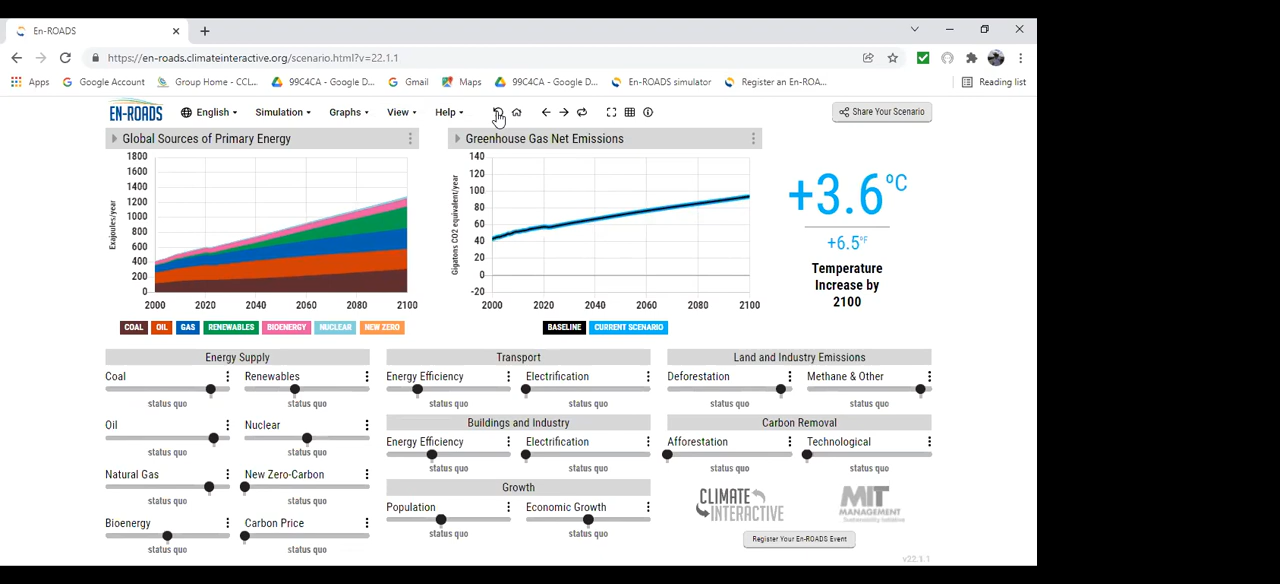 En-ROADS
https://en-roads.climateinteractive.org/scenario.html?v=22.1.1
Apps Google Account Group Home - CCL... 99C4CA - Google D... Gmail Maps 99C4CA - Google D... En-ROADS simulator Register an En-ROA... Reading list
EN-ROADS English Simulation Graphs View Help Share Your Scenario
Global Sources of Primary Energy
Exajoules/year
1800
1600
1400
1200
1000
800
600
400
200
0
2000 2020 2040 2060 2080 2100
COAL OIL GAS RENEWABLES BIOENERGY NUCLEAR NEW ZERO
Greenhouse Gas Net Emissions
Gigatons CO2 equivalent/year
140
120
100
80
60
40
20
0
-20
2000 2020 2040 2060 2080 2100
BASELINE CURRENT SCENARIO
+3.6°C
+6.5°F
Temperature
Increase by
2100
Energy Supply
Coal Renewables
status quo status quo
Oil Nuclear
status quo status quo
Natural Gas New Zero-Carbon
status quo status quo
Bioenergy Carbon Price
status quo status quo
Transport
Energy Efficiency Electrification
status quo status quo
Buildings and Industry
Energy Efficiency Electrification
status quo status quo
Growth
Population Economic Growth
status quo status quo
Land and Industry Emissions
Deforestation Methane & Other
status quo status quo
Carbon Removal
Afforestation Technological
status quo status quo
CLIMATE
INTERACTIVE
MIT
MANAGEMENT
Sustainability Initiative
Register Your En-ROADS Event
v22.1.1